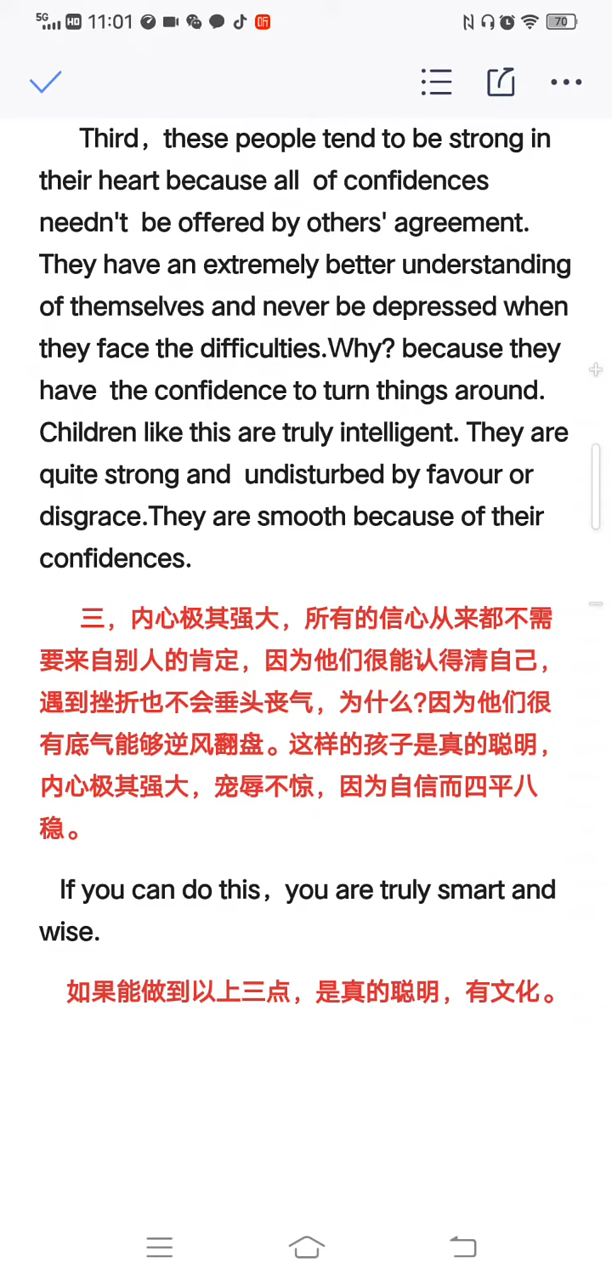 5G HD 11:01 70
Third，these people tend to be strong in
their heart because all of confidences
needn't be offered by others' agreement.
They have an extremely better understanding
of themselves and never be depressed when
they face the difficulties.Why? because they
have the confidence to turn things around.
Children like this are truly intelligent. They are
quite strong and undisturbed by favour or
disgrace.They are smooth because of their
confidences.
三，内心极其强大，所有的信心从来都不需
要来自别人的肯定，因为他们很能认得清自己，
遇到挫折也不会垂头丧气，为什么?因为他们很
有底气能够逆风翻盘。这样的孩子是真的聪明，
内心极其强大，宠辱不惊，因为自信而四平八
稳。
If you can do this，you are truly smart and
wise.
如果能做到以上三点，是真的聪明，有文化。